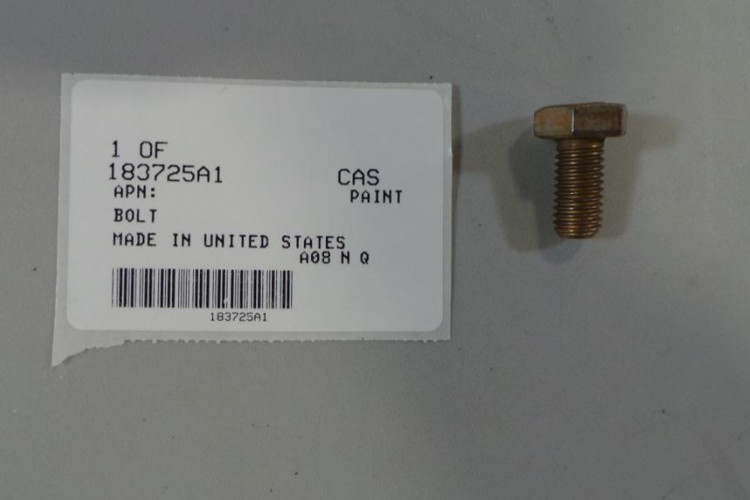 1 OF
183725A1 CAS
APN: PAINT
BOLT
MADE IN UNITED STATES
A08 N Q
183725A1